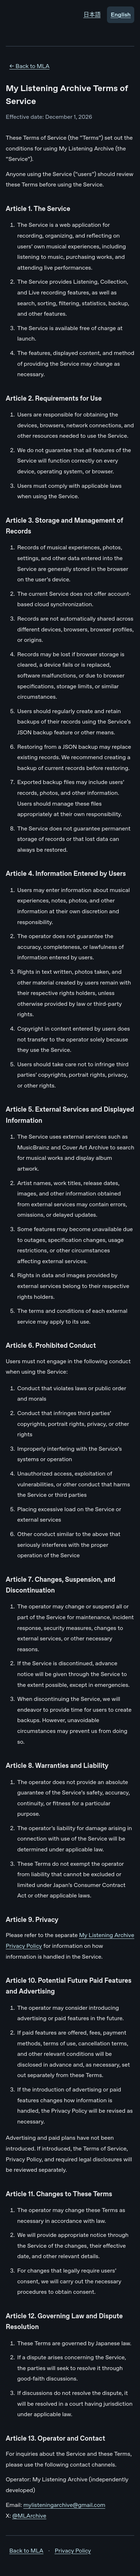 日本語 English
← Back to MLA
My Listening Archive Terms of
Service
Effective date: December 1, 2026
These Terms of Service (the “Terms”) set out the
conditions for using My Listening Archive (the
“Service”).
Anyone using the Service (“users”) should review
these Terms before using the Service.
Article 1. The Service
1. The Service is a web application for
recording, organizing, and reflecting on
users’ own musical experiences, including
listening to music, purchasing works, and
attending live performances.
2. The Service provides Listening, Collection,
and Live recording features, as well as
search, sorting, filtering, statistics, backup,
and other features.
3. The Service is available free of charge at
launch.
4. The features, displayed content, and method
of providing the Service may change as
necessary.
Article 2. Requirements for Use
1. Users are responsible for obtaining the
devices, browsers, network connections, and
other resources needed to use the Service.
2. We do not guarantee that all features of the
Service will function correctly on every
device, operating system, or browser.
3. Users must comply with applicable laws
when using the Service.
Article 3. Storage and Management of
Records
1. Records of musical experiences, photos,
settings, and other data entered into the
Service are generally stored in the browser
on the user’s device.
2. The current Service does not offer account-
based cloud synchronization.
3. Records are not automatically shared across
different devices, browsers, browser profiles,
or origins.
4. Records may be lost if browser storage is
cleared, a device fails or is replaced,
software malfunctions, or due to browser
specifications, storage limits, or similar
circumstances.
5. Users should regularly create and retain
backups of their records using the Service’s
JSON backup feature or other means.
6. Restoring from a JSON backup may replace
existing records. We recommend creating a
backup of current records before restoring.
7. Exported backup files may include users’
records, photos, and other information.
Users should manage these files
appropriately at their own responsibility.
8. The Service does not guarantee permanent
storage of records or that lost data can
always be restored.
Article 4. Information Entered by Users
1. Users may enter information about musical
experiences, notes, photos, and other
information at their own discretion and
responsibility.
2. The operator does not guarantee the
accuracy, completeness, or lawfulness of
information entered by users.
3. Rights in text written, photos taken, and
other material created by users remain with
their respective rights holders, unless
otherwise provided by law or third-party
rights.
4. Copyright in content entered by users does
not transfer to the operator solely because
they use the Service.
5. Users should take care not to infringe third
parties’ copyrights, portrait rights, privacy,
or other rights.
Article 5. External Services and Displayed
Information
1. The Service uses external services such as
MusicBrainz and Cover Art Archive to search
for musical works and display album
artwork.
2. Artist names, work titles, release dates,
images, and other information obtained
from external services may contain errors,
omissions, or delayed updates.
3. Some features may become unavailable due
to outages, specification changes, usage
restrictions, or other circumstances
affecting external services.
4. Rights in data and images provided by
external services belong to their respective
rights holders.
5. The terms and conditions of each external
service may apply to its use.
Article 6. Prohibited Conduct
Users must not engage in the following conduct
when using the Service:
1. Conduct that violates laws or public order
and morals
2. Conduct that infringes third parties’
copyrights, portrait rights, privacy, or other
rights
3. Improperly interfering with the Service’s
systems or operation
4. Unauthorized access, exploitation of
vulnerabilities, or other conduct that harms
the Service or third parties
5. Placing excessive load on the Service or
external services
6. Other conduct similar to the above that
seriously interferes with the proper
operation of the Service
Article 7. Changes, Suspension, and
Discontinuation
1. The operator may change or suspend all or
part of the Service for maintenance, incident
response, security measures, changes to
external services, or other necessary
reasons.
2. If the Service is discontinued, advance
notice will be given through the Service to
the extent possible, except in emergencies.
3. When discontinuing the Service, we will
endeavor to provide time for users to create
backups. However, unavoidable
circumstances may prevent us from doing
so.
Article 8. Warranties and Liability
1. The operator does not provide an absolute
guarantee of the Service’s safety, accuracy,
continuity, or fitness for a particular
purpose.
2. The operator’s liability for damage arising in
connection with use of the Service will be
determined under applicable law.
3. These Terms do not exempt the operator
from liability that cannot be excluded or
limited under Japan’s Consumer Contract
Act or other applicable laws.
Article 9. Privacy
Please refer to the separate My Listening Archive
Privacy Policy for information on how
information is handled in the Service.
Article 10. Potential Future Paid Features
and Advertising
1. The operator may consider introducing
advertising or paid features in the future.
2. If paid features are offered, fees, payment
methods, terms of use, cancellation terms,
and other relevant conditions will be
disclosed in advance and, as necessary, set
out separately from these Terms.
3. If the introduction of advertising or paid
features changes how information is
handled, the Privacy Policy will be revised as
necessary.
Advertising and paid plans have not been
introduced. If introduced, the Terms of Service,
Privacy Policy, and required legal disclosures will
be reviewed separately.
Article 11. Changes to These Terms
1. The operator may change these Terms as
necessary in accordance with law.
2. We will provide appropriate notice through
the Service of the changes, their effective
date, and other relevant details.
3. For changes that legally require users’
consent, we will carry out the necessary
procedures to obtain consent.
Article 12. Governing Law and Dispute
Resolution
1. These Terms are governed by Japanese law.
2. If a dispute arises concerning the Service,
the parties will seek to resolve it through
good-faith discussions.
3. If discussions do not resolve the dispute, it
will be resolved in a court having jurisdiction
under applicable law.
Article 13. Operator and Contact
For inquiries about the Service and these Terms,
please use the following contact channels.
Operator: My Listening Archive (independently
developed)
Email: mylisteningarchive@gmail.com
X: @MLArchive
Back to MLA · Privacy Policy